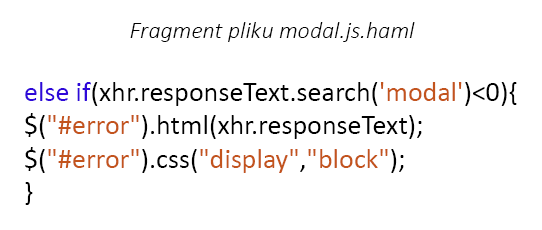 Fragment pliku modal.js.haml
else if(xhr.responseText.search('modal')<0){
$("#error").html(xhr.responseText);
$("#error").css("display","block");
}